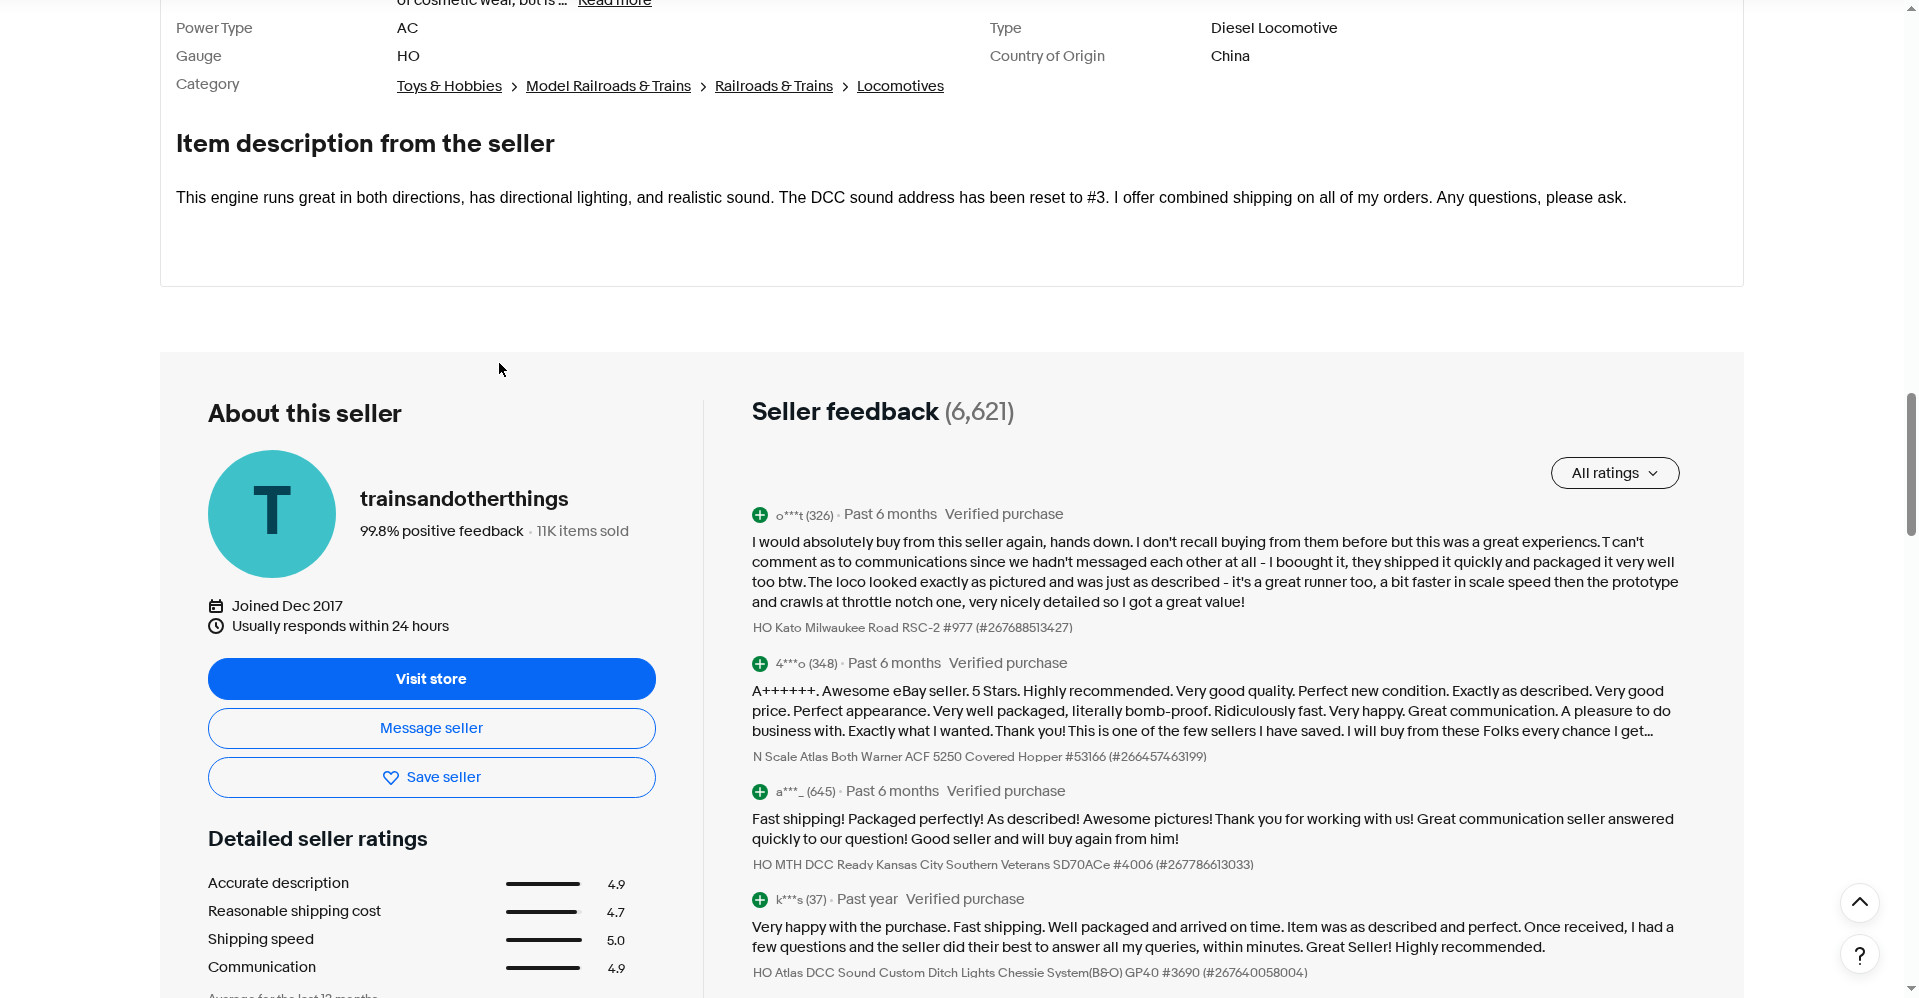 of cosmetic wear, but is ... Read more
Power Type AC Type Diesel Locomotive
Gauge HO Country of Origin China
Category Toys & Hobbies > Model Railroads & Trains > Railroads & Trains > Locomotives
Item description from the seller
This engine runs great in both directions, has directional lighting, and realistic sound. The DCC sound address has been reset to #3. I offer combined shipping on all of my orders. Any questions, please ask.
About this seller
T
trainsandotherthings
99.8% positive feedback · 11K items sold
Joined Dec 2017
Usually responds within 24 hours
Visit store
Message seller
Save seller
Detailed seller ratings
Accurate description 4.9
Reasonable shipping cost 4.7
Shipping speed 5.0
Communication 4.9
Average for the last 12 months
Seller feedback (6,621)
All ratings
o***t (326) · Past 6 months Verified purchase
I would absolutely buy from this seller again, hands down. I don't recall buying from them before but this was a great experiencs. T can't
comment as to communications since we hadn't messaged each other at all - I boought it, they shipped it quickly and packaged it very well
too btw. The loco looked exactly as pictured and was just as described - it's a great runner too, a bit faster in scale speed then the prototype
and crawls at throttle notch one, very nicely detailed so I got a great value!
HO Kato Milwaukee Road RSC-2 #977 (#267688513427)
4***o (348) · Past 6 months Verified purchase
A++++++. Awesome eBay seller. 5 Stars. Highly recommended. Very good quality. Perfect new condition. Exactly as described. Very good
price. Perfect appearance. Very well packaged, literally bomb-proof. Ridiculously fast. Very happy. Great communication. A pleasure to do
business with. Exactly what I wanted. Thank you! This is one of the few sellers I have saved. I will buy from these Folks every chance I get...
N Scale Atlas Both Warner ACF 5250 Covered Hopper #53166 (#266457463199)
a***_ (645) · Past 6 months Verified purchase
Fast shipping! Packaged perfectly! As described! Awesome pictures! Thank you for working with us! Great communication seller answered
quickly to our question! Good seller and will buy again from him!
HO MTH DCC Ready Kansas City Southern Veterans SD70ACe #4006 (#267786613033)
k***s (37) · Past year Verified purchase
Very happy with the purchase. Fast shipping. Well packaged and arrived on time. Item was as described and perfect. Once received, I had a
few questions and the seller did their best to answer all my queries, within minutes. Great Seller! Highly recommended.
HO Atlas DCC Sound Custom Ditch Lights Chessie System(B&O) GP40 #3690 (#267640058004)
?